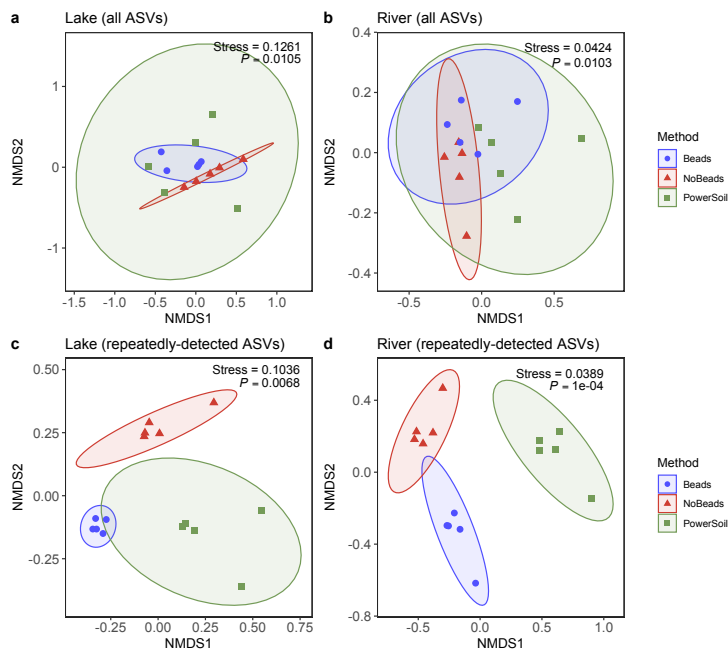 a Lake (all ASVs)
Stress = 0.1261
P = 0.0105
NMDS2
1
0
-1
-1.5 -1.0 -0.5 0.0 0.5 1.0
NMDS1
b River (all ASVs)
Stress = 0.0424
P = 0.0103
NMDS2
0.4
0.2
0.0
-0.2
-0.4
-0.5 0.0 0.5
NMDS1
Method
Beads
NoBeads
PowerSoil
c Lake (repeatedly-detected ASVs)
Stress = 0.1036
P = 0.0068
NMDS2
0.50
0.25
0.00
-0.25
-0.25 0.00 0.25 0.50 0.75
NMDS1
d River (repeatedly-detected ASVs)
Stress = 0.0389
P = 1e-04
NMDS2
0.4
0.0
-0.4
-0.8
-0.5 0.0 0.5 1.0
NMDS1
Method
Beads
NoBeads
PowerSoil